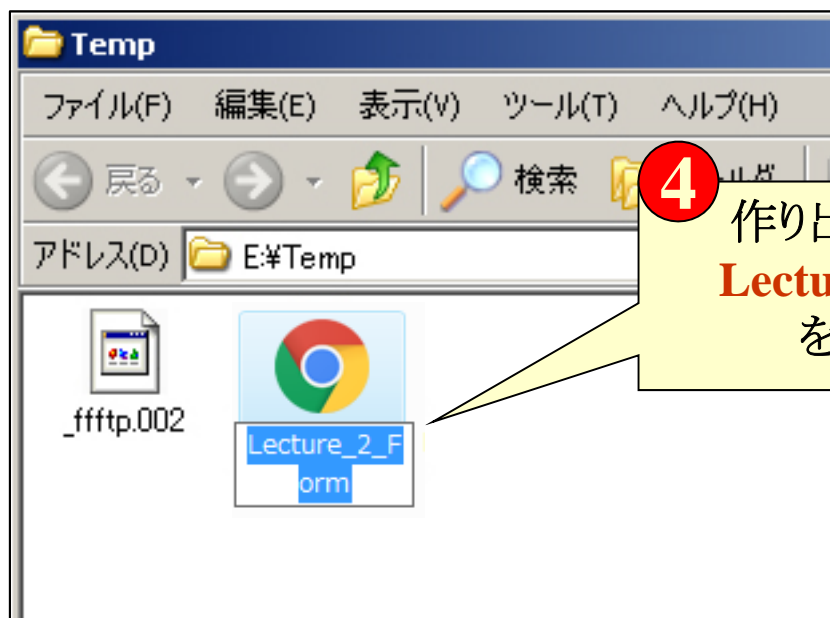 Temp
ファイル(F) 編集(E) 表示(V) ツール(T) ヘルプ(H)
戻る 検索
4
アドレス(D) E:¥Temp
作り出
Lectu
を
_ffftp.002
Lecture_2_F
orm